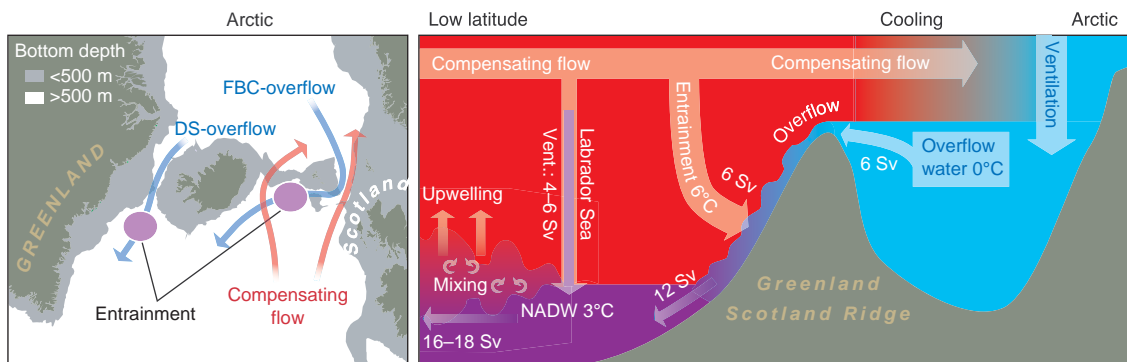 Arctic
Bottom depth
<500 m
>500 m
FBC-overflow
DS-overflow
GREENLAND
Scotland
Entrainment
Compensating
flow
Low latitude
Cooling
Arctic
Compensating flow
Compensating flow
Ventilation
Entrainment 6°C
Overflow
6 Sv
6 Sv
Overflow
water 0°C
Labrador Sea
Vent.: 4–6 Sv
Upwelling
Mixing
NADW 3°C
12 Sv
16–18 Sv
Greenland
Scotland Ridge